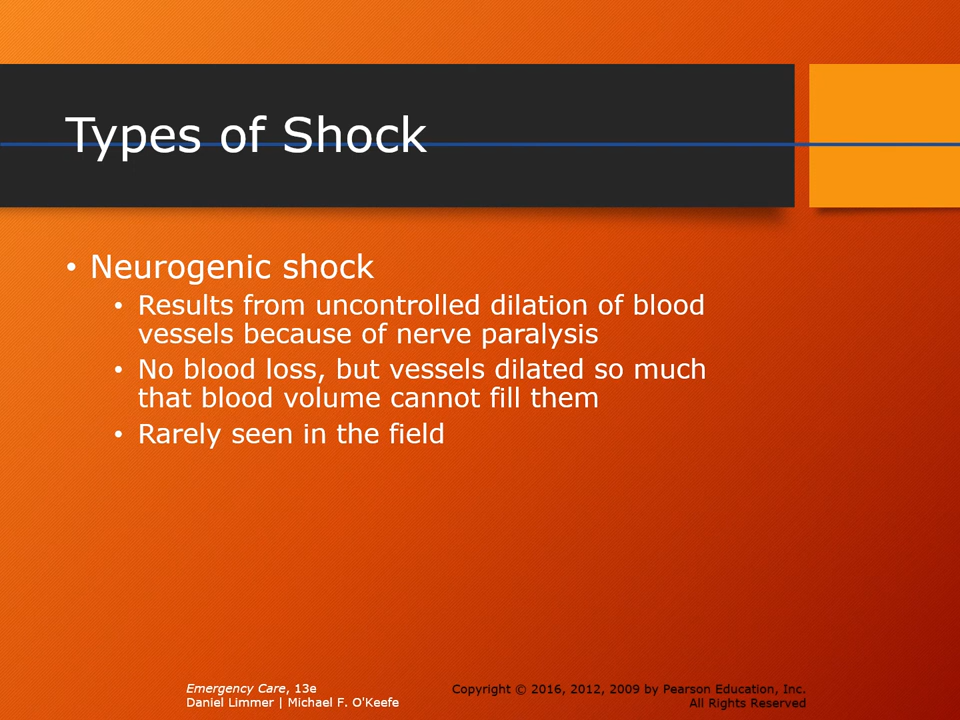 Types of Shock
• Neurogenic shock
• Results from uncontrolled dilation of blood
vessels because of nerve paralysis
• No blood loss, but vessels dilated so much
that blood volume cannot fill them
• Rarely seen in the field
Emergency Care, 13e
Daniel Limmer | Michael F. O'Keefe
Copyright © 2016, 2012, 2009 by Pearson Education, Inc.
All Rights Reserved